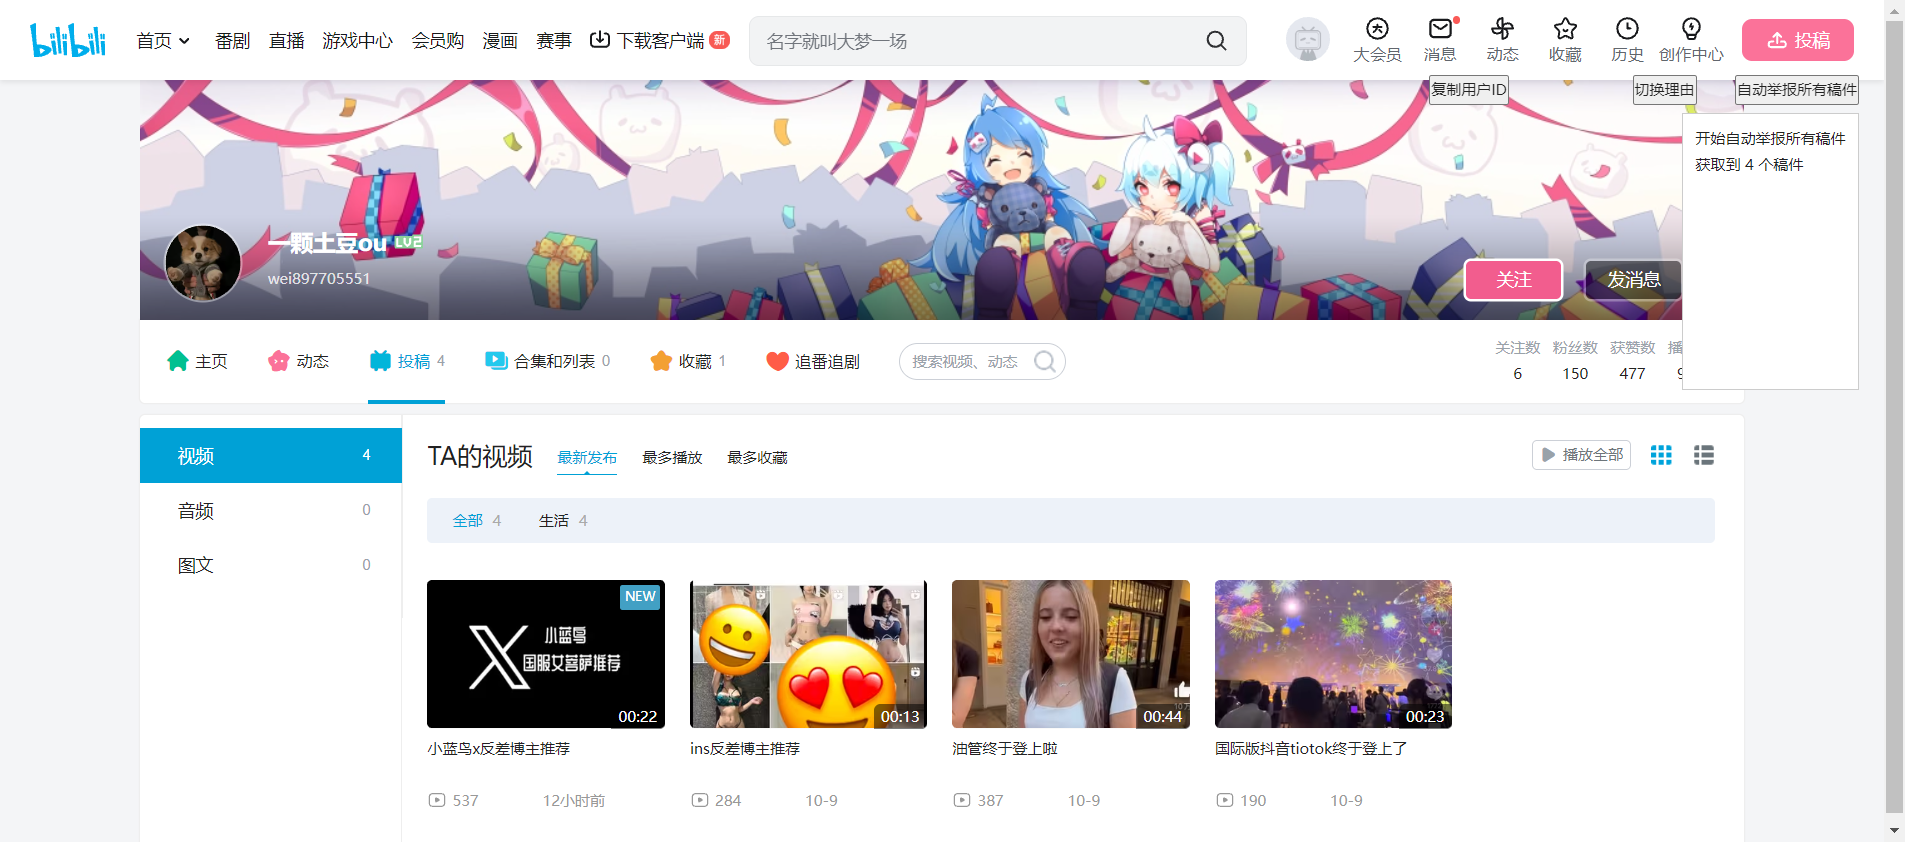 bilibili
首页
番剧
直播
游戏中心
会员购
漫画
赛事
下载客户端 新
名字就叫大梦一场
大会员
消息
动态
收藏
历史
创作中心
投稿
复制用户ID
切换理由
自动举报所有稿件
开始自动举报所有稿件
获取到 4 个稿件
一颗土豆ou LV2
wei897705551
关注
发消息
主页
动态
投稿 4
合集和列表 0
收藏 1
追番追剧
搜索视频、动态
关注数 粉丝数 获赞数 播
6 150 477 9
视频 4
音频 0
图文 0
TA的视频
最新发布
最多播放
最多收藏
播放全部
全部 4
生活 4
NEW
小蓝鸟
国服女菩萨推荐
00:22
00:13
00:44
00:23
小蓝鸟x反差博主推荐
ins反差博主推荐
油管终于登上啦
国际版抖音tiotok终于登上了
537 12小时前
284 10-9
387 10-9
190 10-9